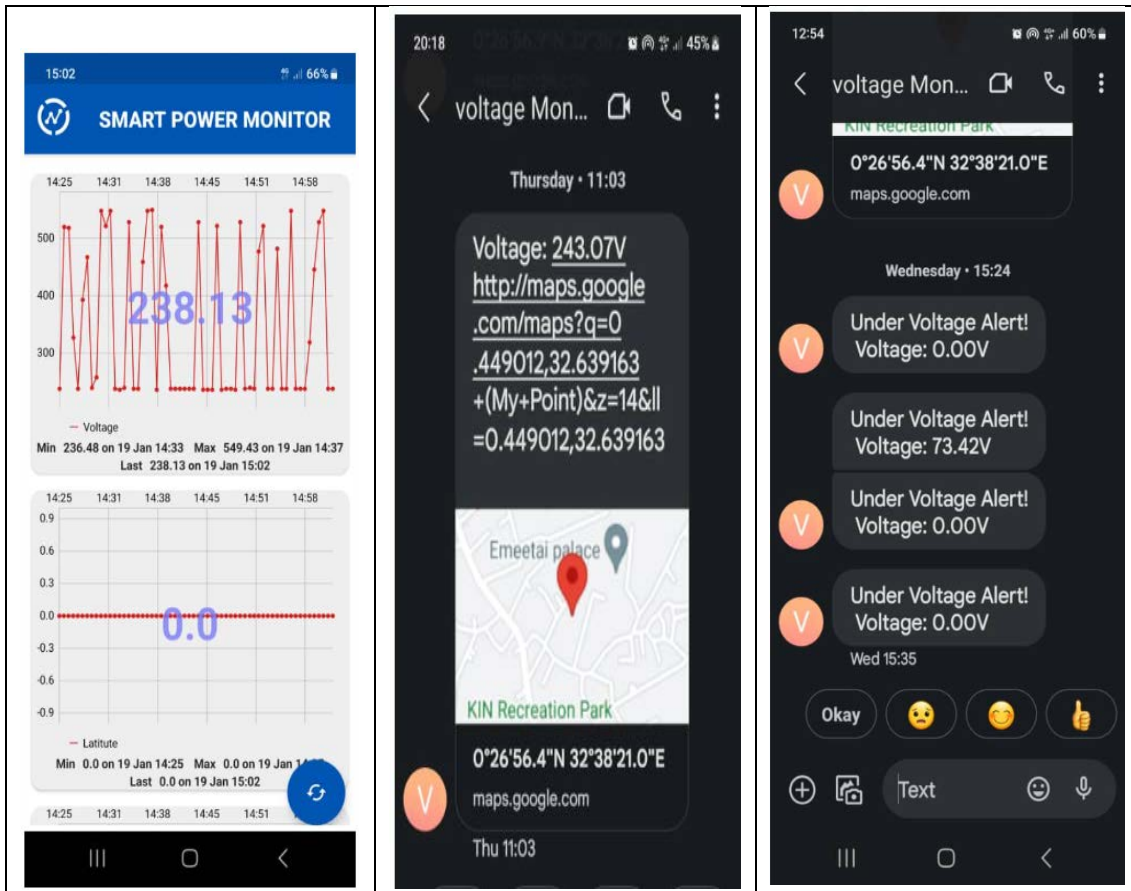 15:02
66%
SMART POWER MONITOR
14:25 14:31 14:38 14:45 14:51 14:58
500
400
300
238.13
Voltage
Min 236.48 on 19 Jan 14:33 Max 549.43 on 19 Jan 14:37
Last 238.13 on 19 Jan 15:02
14:25 14:31 14:38 14:45 14:51 14:58
0.9
0.6
0.3
0.0
0.0
-0.3
-0.6
-0.9
Latitute
Min 0.0 on 19 Jan 14:25 Max 0.0 on 19 Jan
Last 0.0 on 19 Jan 15:02
14:25 14:31 14:38 14:45 14:51
20:18
45%
voltage Mon...
Thursday • 11:03
Voltage: 243.07V
http://maps.google
.com/maps?q=0
.449012,32.639163
+(My+Point)&z=14&ll
=0.449012,32.639163
Emeetai palace
KIN Recreation Park
0°26'56.4"N 32°38'21.0"E
V
maps.google.com
Thu 11:03
12:54
60%
voltage Mon...
KIN Recreation Park
0°26'56.4"N 32°38'21.0"E
V
maps.google.com
Wednesday • 15:24
Under Voltage Alert!
V
Voltage: 0.00V
Under Voltage Alert!
Voltage: 73.42V
Under Voltage Alert!
V
Voltage: 0.00V
Under Voltage Alert!
V
Voltage: 0.00V
Wed 15:35
Okay
Text